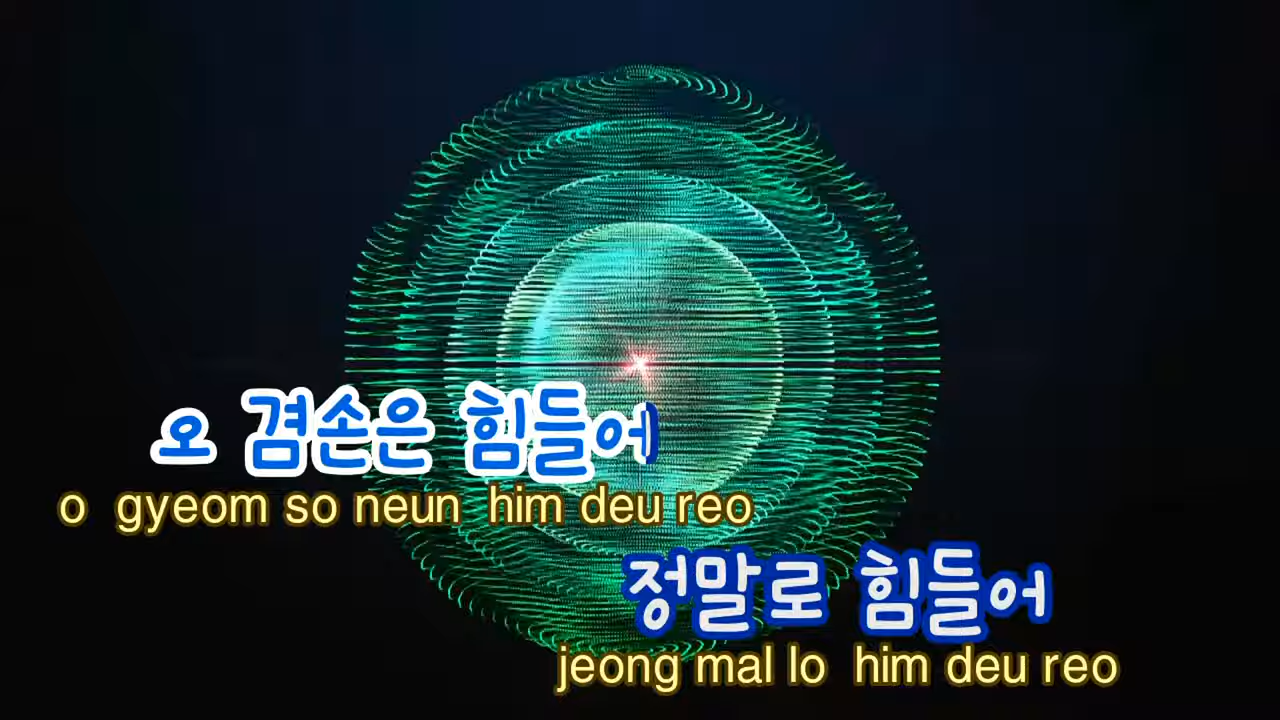 오 겸손은 힘들어
o gyeom so neun him deu reo
정말로 힘들어
jeong mal lo him deu reo